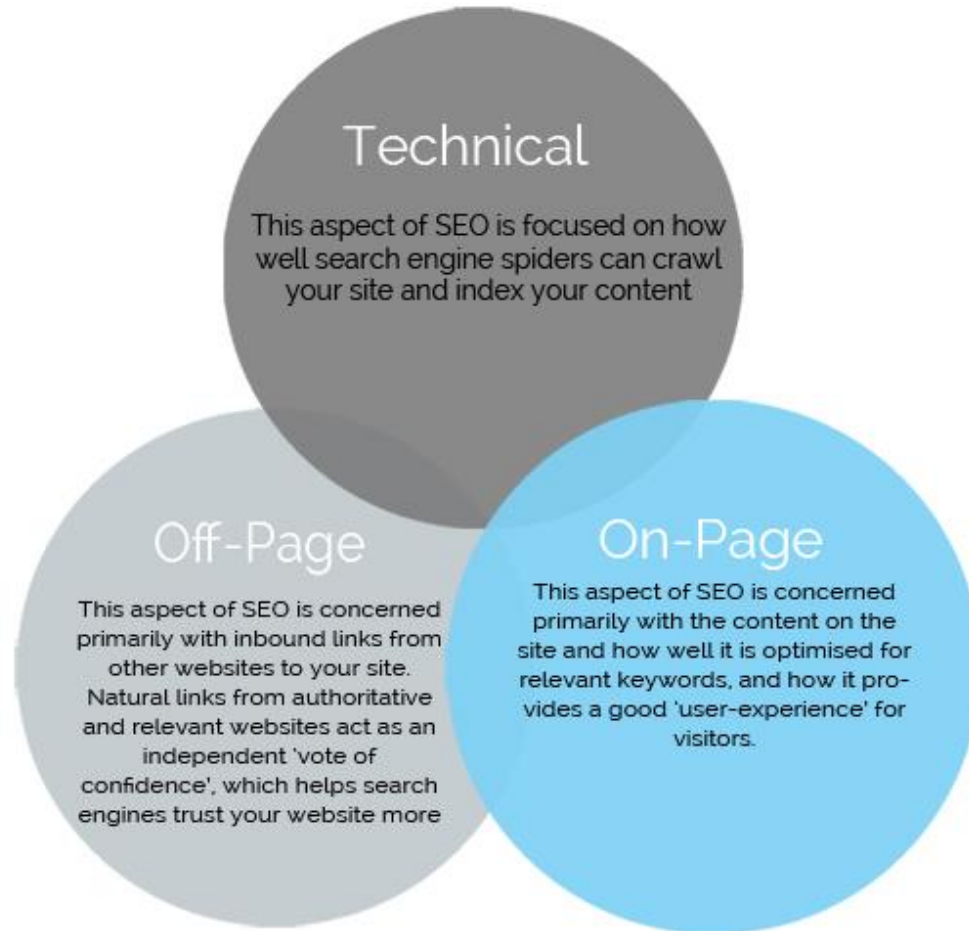 Technical
This aspect of SEO is focused on how
well search engine spiders can crawl
your site and index your content
Off-Page
This aspect of SEO is concerned
primarily with inbound links from
other websites to your site.
Natural links from authoritative
and relevant websites act as an
independent 'vote of
confidence', which helps search
engines trust your website more
On-Page
This aspect of SEO is concerned
primarily with the content on the
site and how well it is optimised for
relevant keywords, and how it pro-
vides a good 'user-experience' for
visitors.